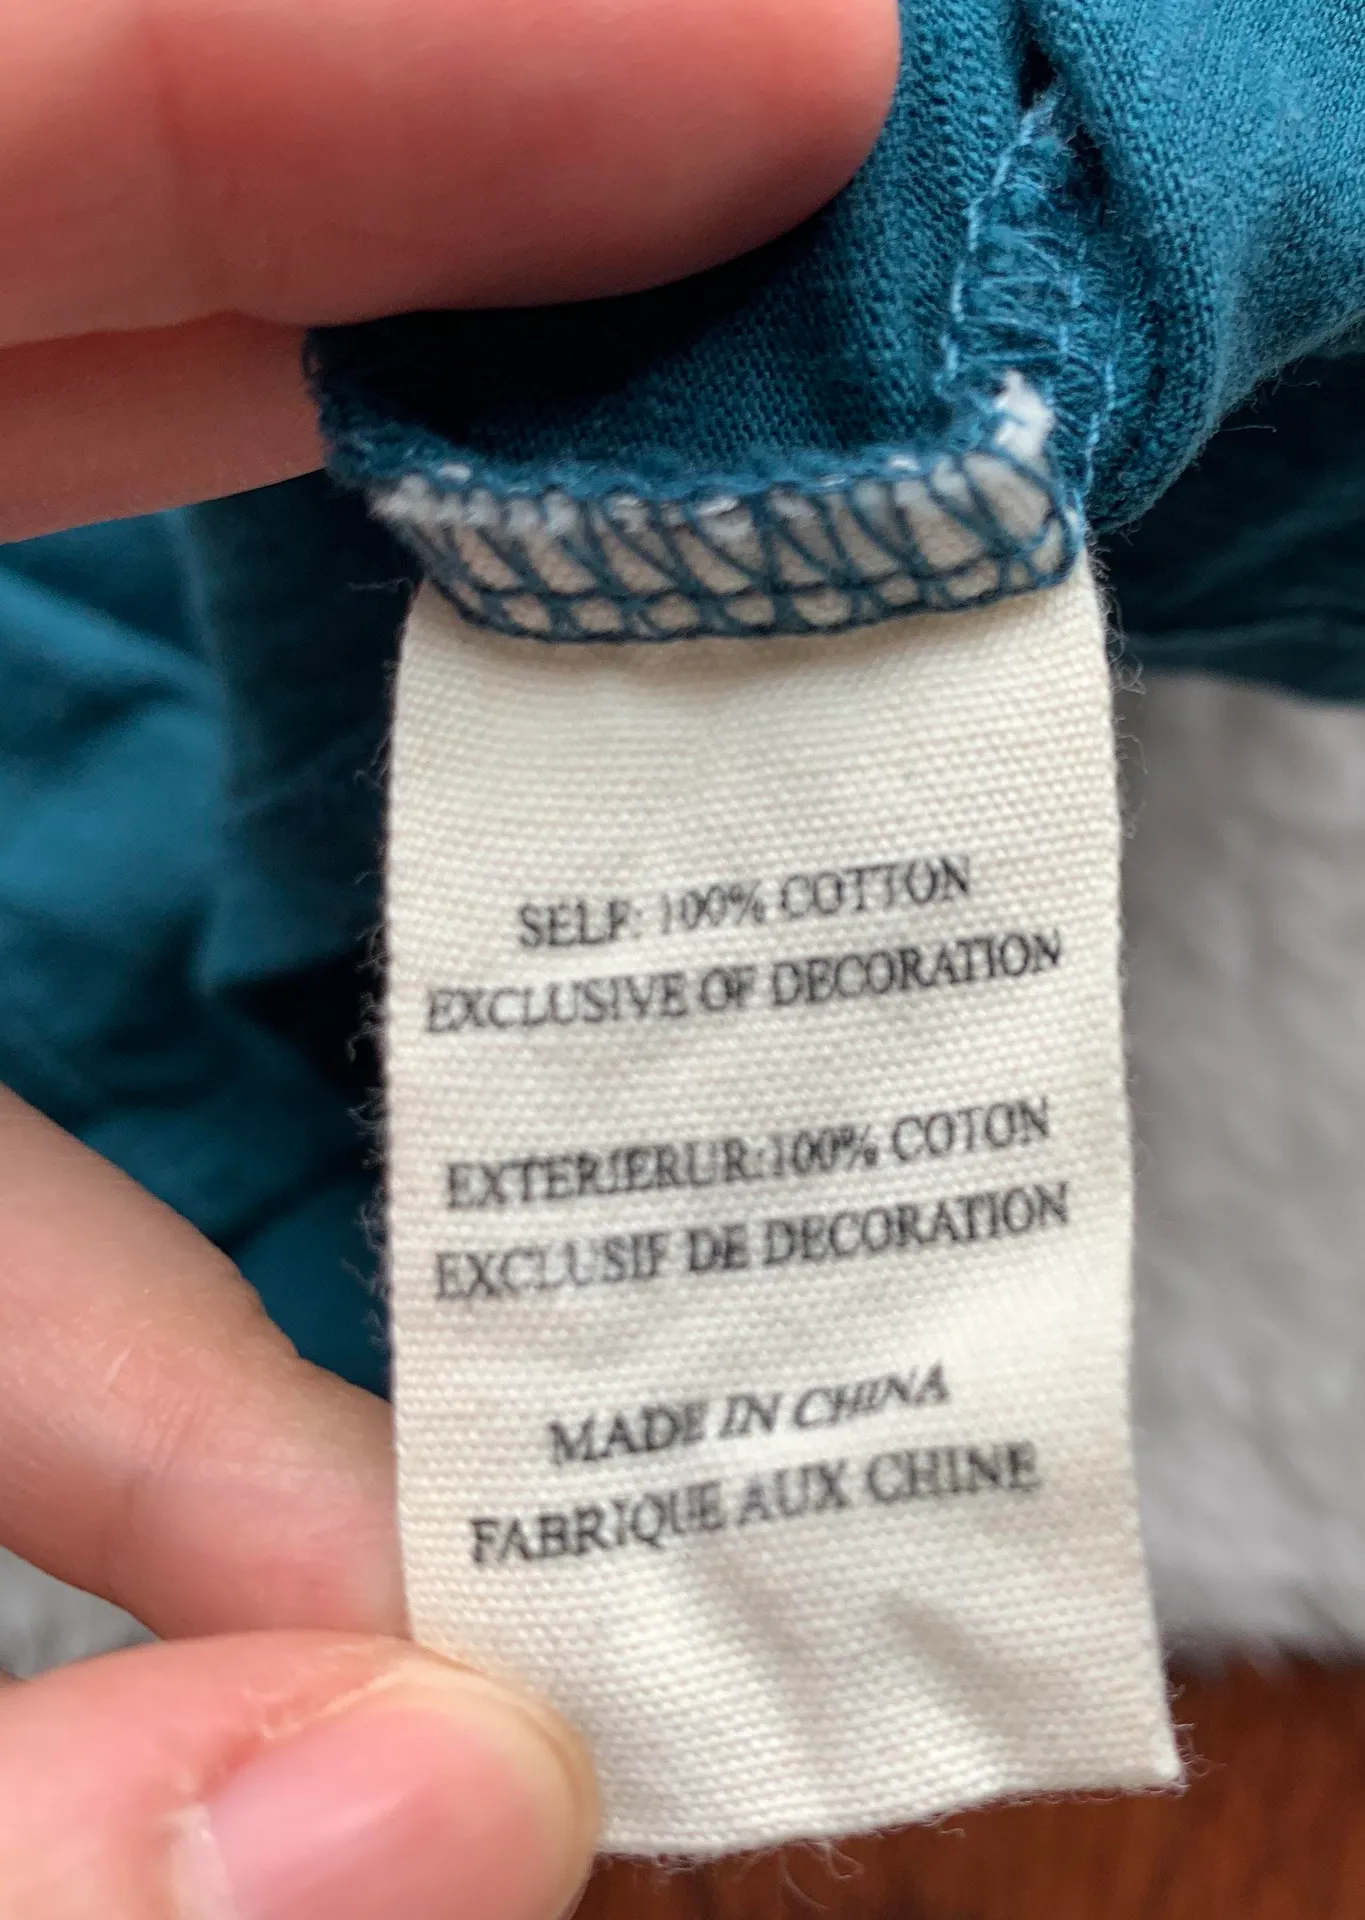 SELF: 100% COTTON
EXCLUSIVE OF DECORATION
EXTERIERUR:100% COTON
EXCLUSIF DE DECORATION
MADE IN CHINA
FABRIQUE AUX CHINE